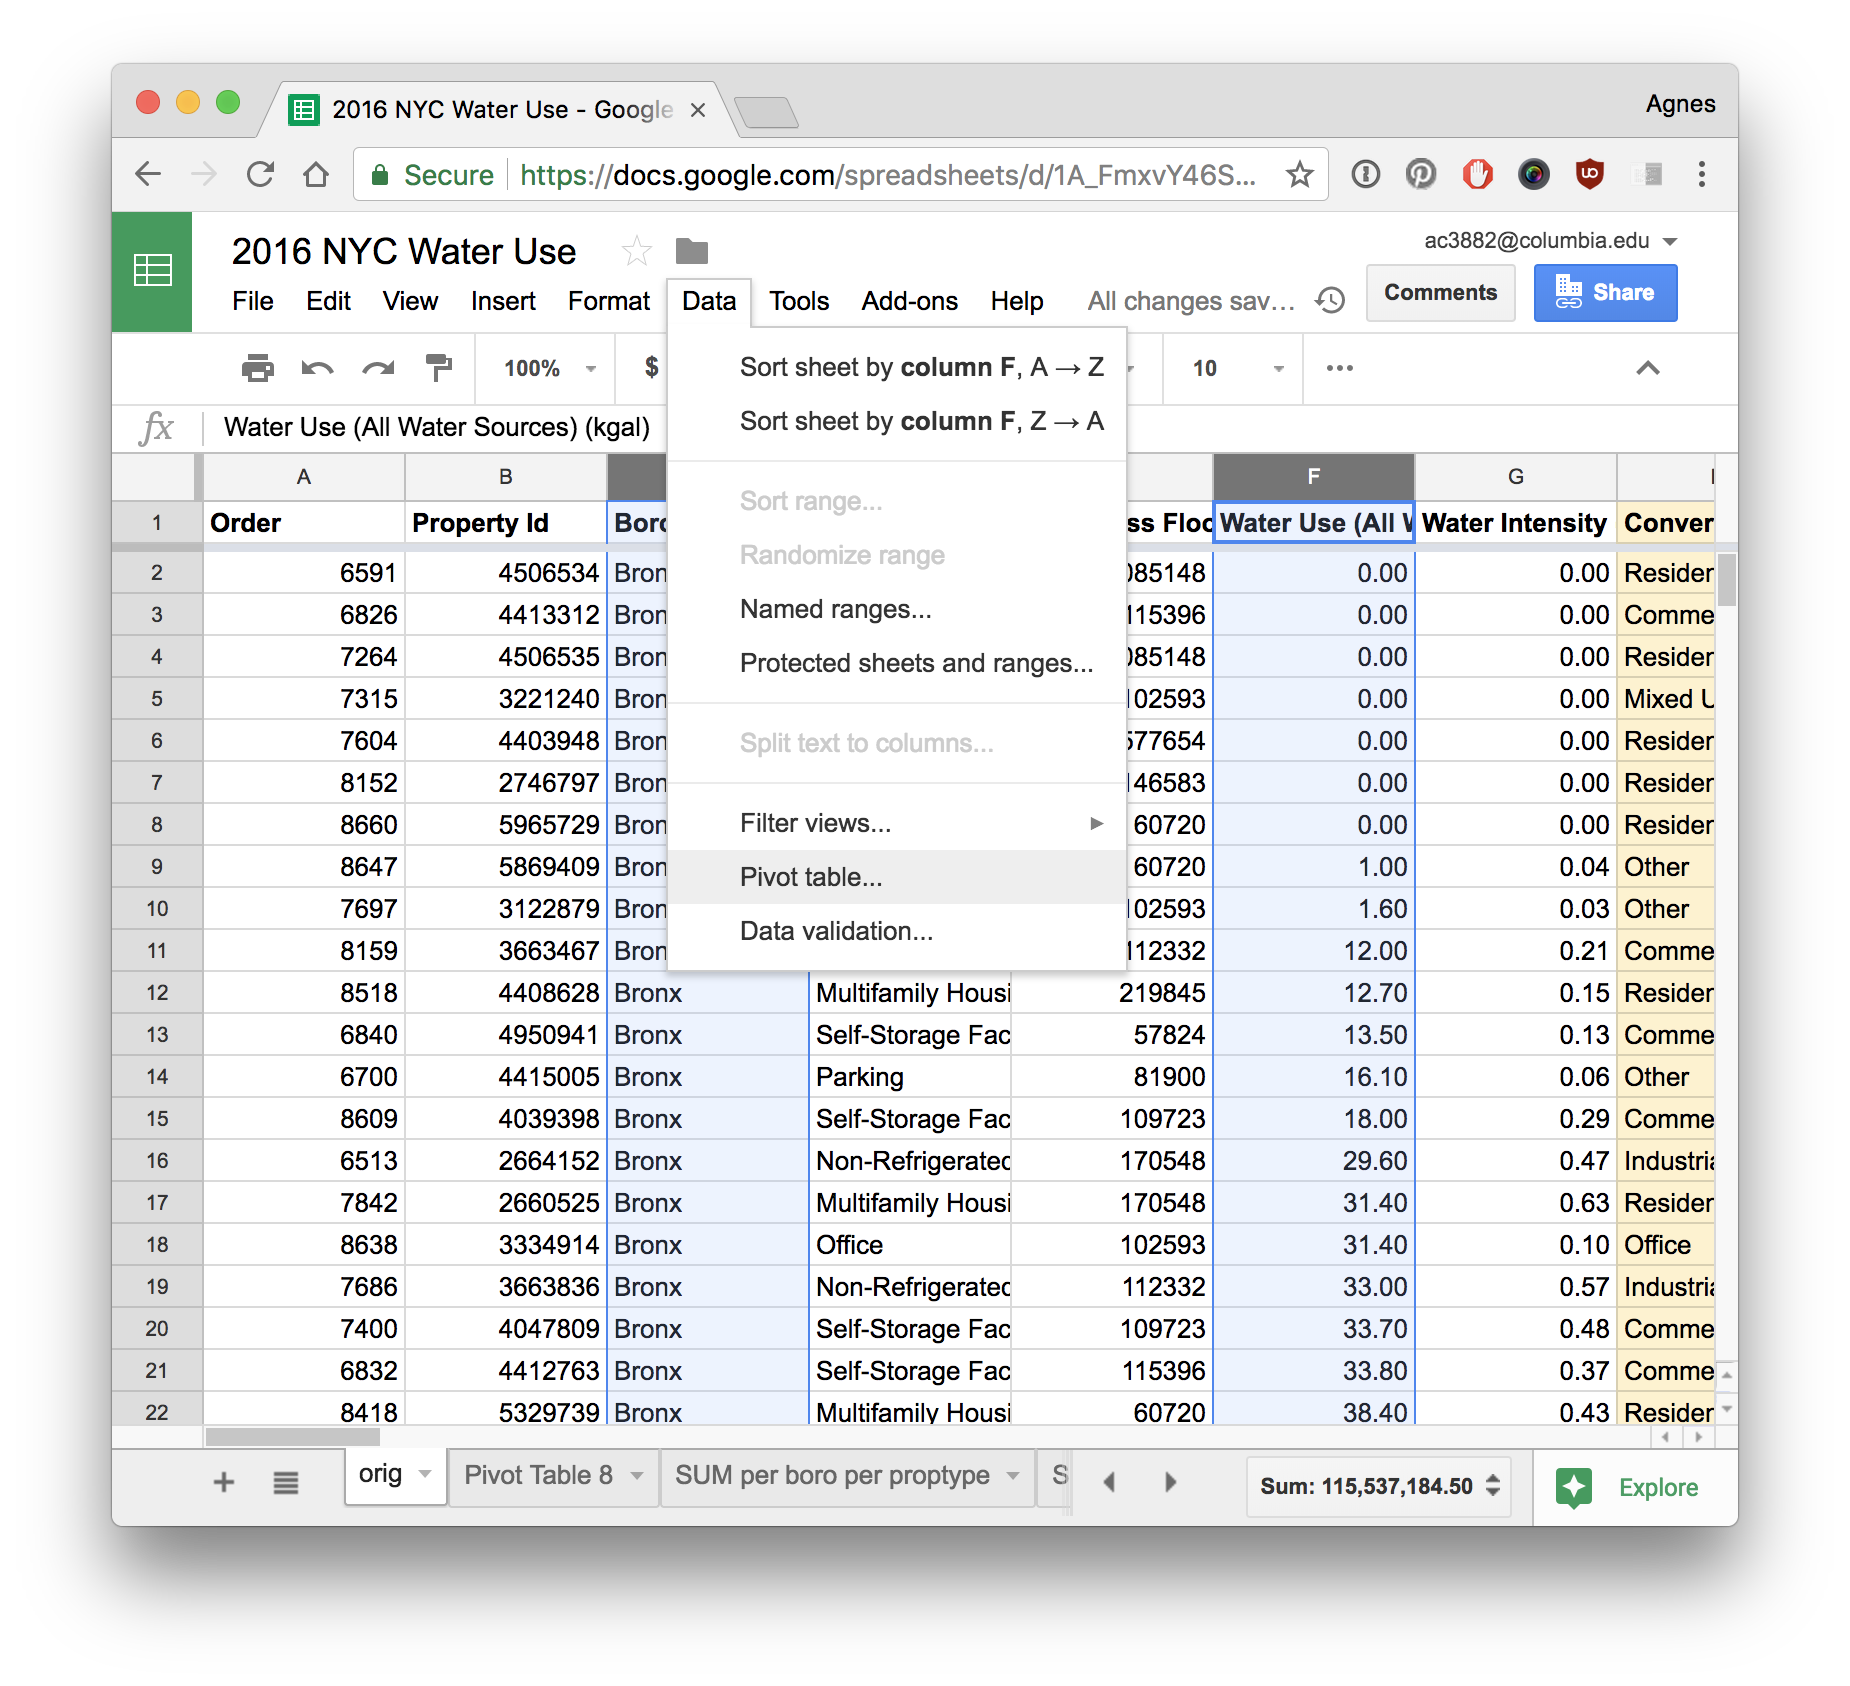 2016 NYC Water Use - Google
Agnes
Secure https://docs.google.com/spreadsheets/d/1A_FmxvY46S...
2016 NYC Water Use
ac3882@columbia.edu
File Edit View Insert Format Data Tools Add-ons Help All changes sav...
Comments
Share
100% $ 10
Sort sheet by column F, A → Z
Sort sheet by column F, Z → A
Sort range...
Randomize range
Named ranges...
Protected sheets and ranges...
Split text to columns...
Filter views...
Pivot table...
Data validation...
fx Water Use (All Water Sources) (kgal)
A B F G
1 Order Property Id Boro ss Floo Water Use (All W Water Intensity Conver
2 6591 4506534 Bron 085148 0.00 0.00 Residen
3 6826 4413312 Bron 115396 0.00 0.00 Comme
4 7264 4506535 Bron 085148 0.00 0.00 Residen
5 7315 3221240 Bron 102593 0.00 0.00 Mixed U
6 7604 4403948 Bron 577654 0.00 0.00 Residen
7 8152 2746797 Bron 146583 0.00 0.00 Residen
8 8660 5965729 Bron 60720 0.00 0.00 Residen
9 8647 5869409 Bron 60720 1.00 0.04 Other
10 7697 3122879 Bron 102593 1.60 0.03 Other
11 8159 3663467 Bron 112332 12.00 0.21 Comme
12 8518 4408628 Bronx Multifamily Housi 219845 12.70 0.15 Residen
13 6840 4950941 Bronx Self-Storage Fac 57824 13.50 0.13 Comme
14 6700 4415005 Bronx Parking 81900 16.10 0.06 Other
15 8609 4039398 Bronx Self-Storage Fac 109723 18.00 0.29 Comme
16 6513 2664152 Bronx Non-Refrigerated 170548 29.60 0.47 Industria
17 7842 2660525 Bronx Multifamily Housi 170548 31.40 0.63 Residen
18 8638 3334914 Bronx Office 102593 31.40 0.10 Office
19 7686 3663836 Bronx Non-Refrigerated 112332 33.00 0.57 Industria
20 7400 4047809 Bronx Self-Storage Fac 109723 33.70 0.48 Comme
21 6832 4412763 Bronx Self-Storage Fac 115396 33.80 0.37 Comme
22 8418 5329739 Bronx Multifamily Housi 60720 38.40 0.43 Residen
orig Pivot Table 8 SUM per boro per proptype S Sum: 115,537,184.50 Explore